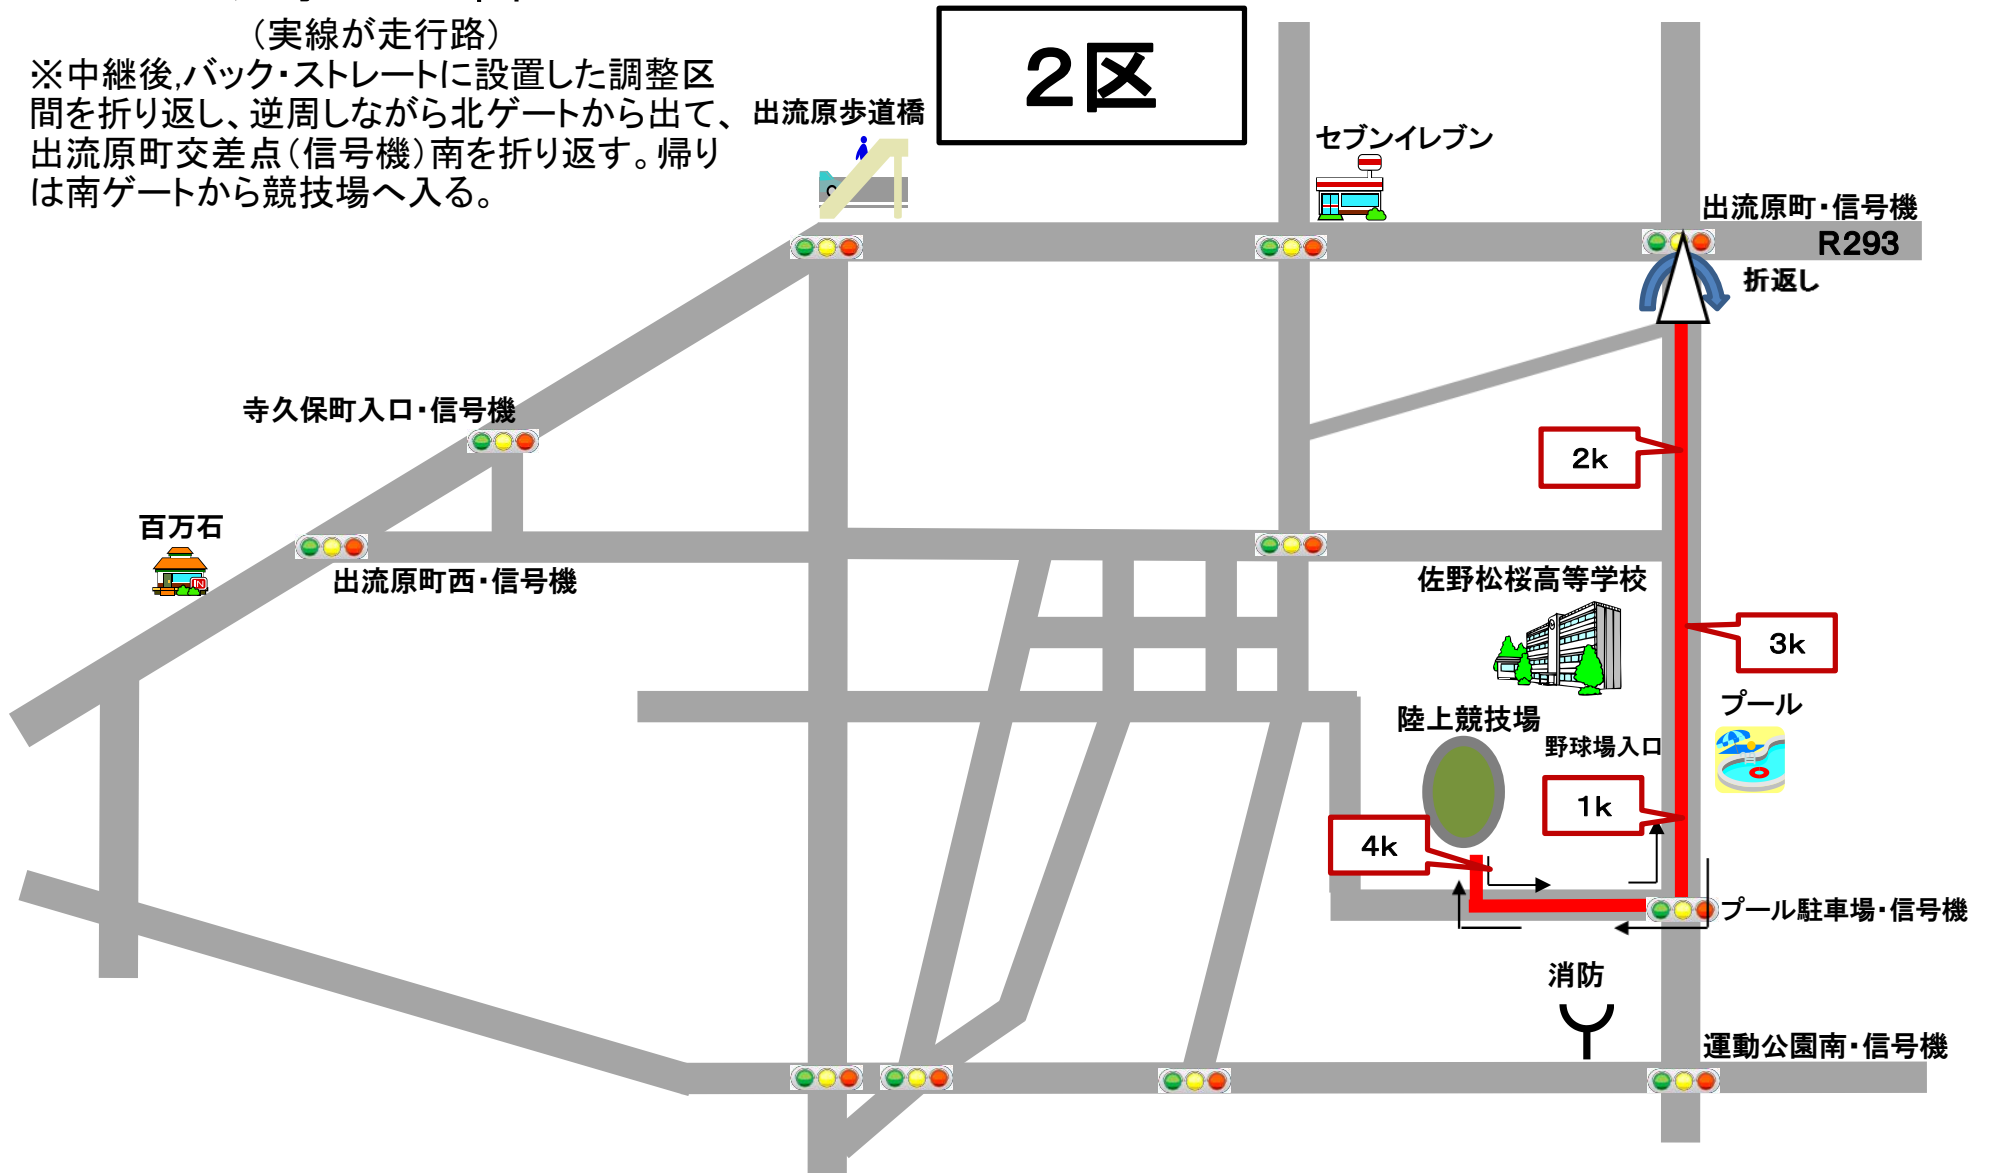 （実線が走行路）
※中継後,バック・ストレートに設置した調整区
間を折り返し、逆周しながら北ゲートから出て、
出流原町交差点（信号機）南を折り返す。帰り
は南ゲートから競技場へ入る。
２区
出流原歩道橋
セブンイレブン
出流原町・信号機
R293
折返し
寺久保町入口・信号機
2k
百万石
出流原町西・信号機
佐野松桜高等学校
3k
プール
陸上競技場
野球場入口
1k
4k
プール駐車場・信号機
消防
運動公園南・信号機